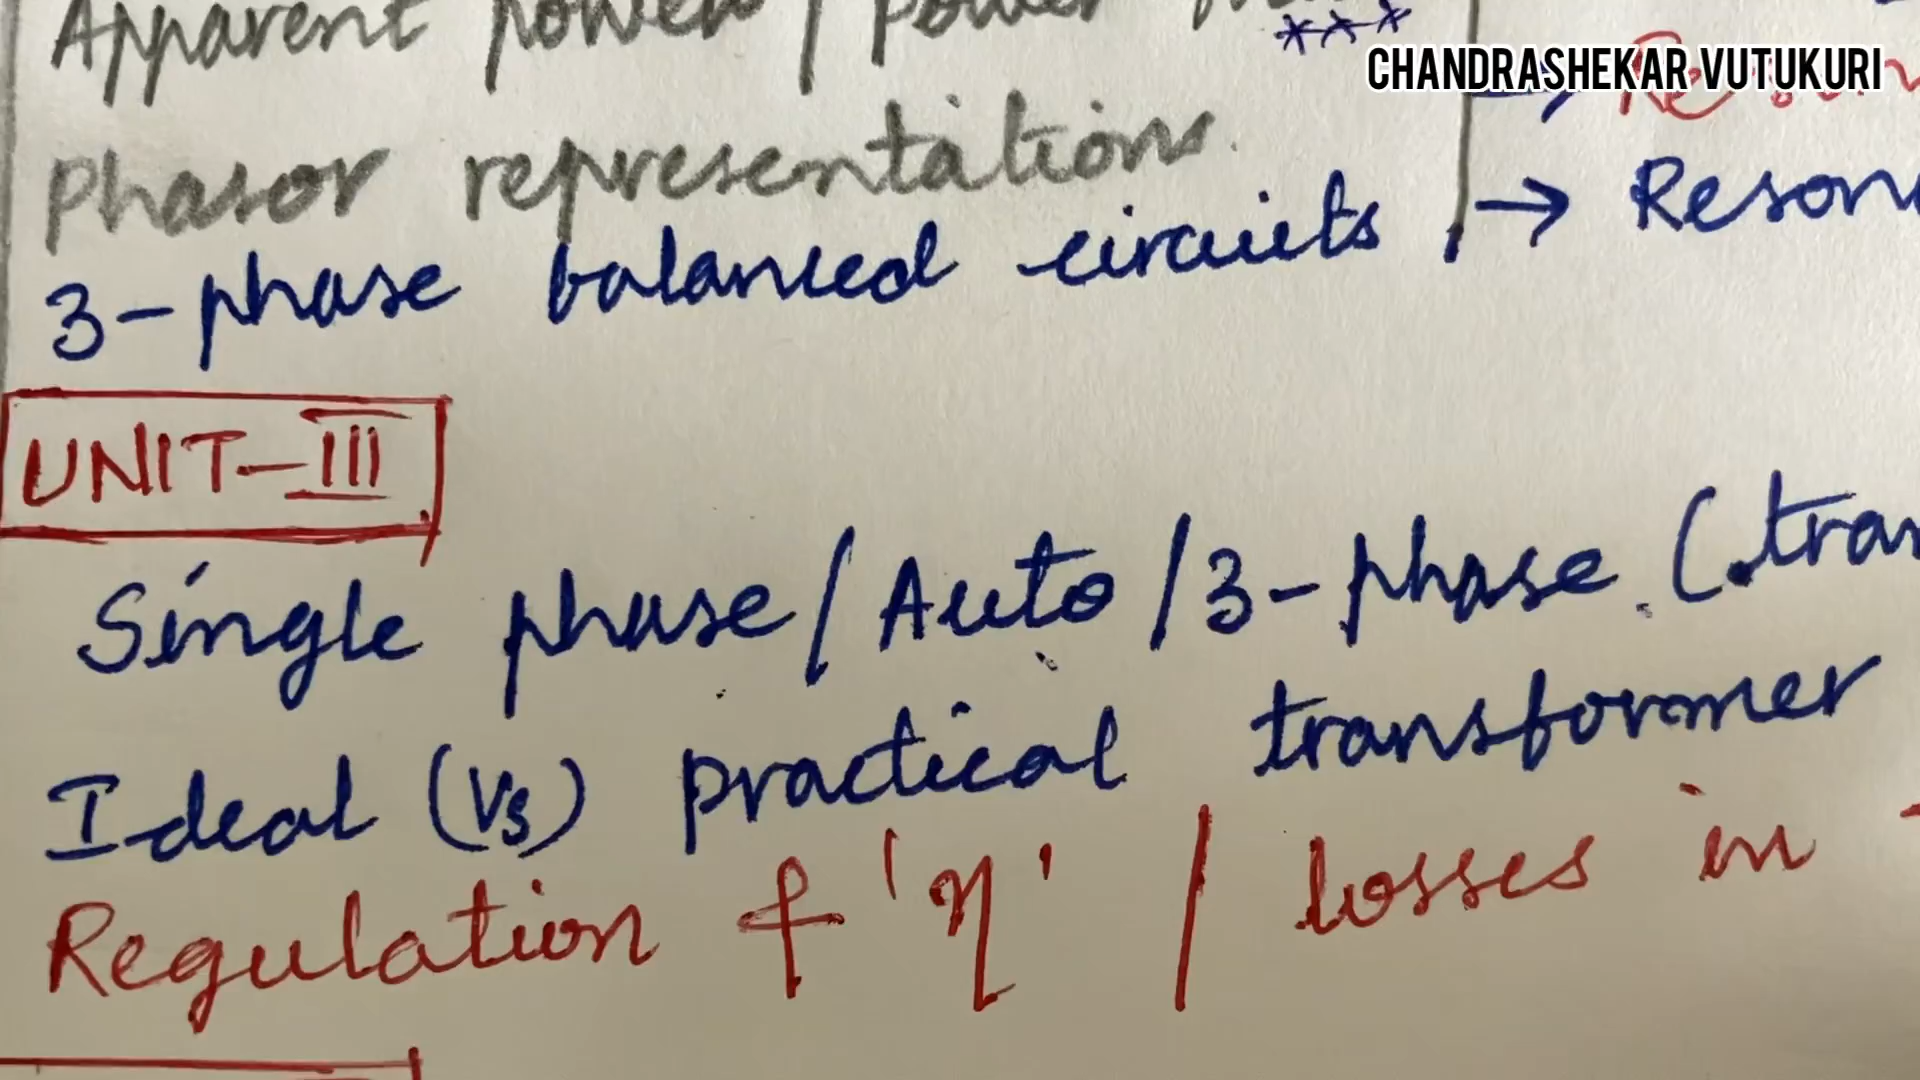 Apparent power / Power
***
CHANDRASHEKAR VUTUKURI
Phasor representations.
3-phase balanced circuits
→ Reson
UNIT-III
Single phase / Auto / 3-phase (tran
Ideal (Vs) practical transformer
Regulation & 'η' / losses in